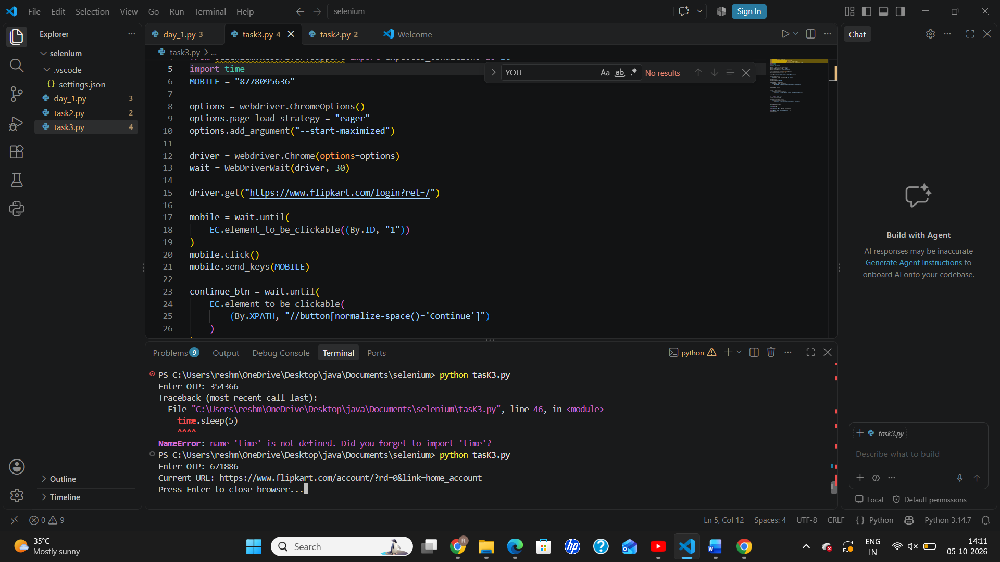 File Edit Selection View Go Run Terminal Help
selenium
Sign In
Explorer
selenium
.vscode
{} settings.json
day_1.py 3
task2.py 2
task3.py 4
Outline
Timeline
day_1.py 3
task3.py 4
task2.py 2
Welcome
task3.py > ...
YOU
Aa ab .*
No results
5 import time
6 MOBILE = "8778095636"
7
8 options = webdriver.ChromeOptions()
9 options.page_load_strategy = "eager"
10 options.add_argument("--start-maximized")
11
12 driver = webdriver.Chrome(options=options)
13 wait = WebDriverWait(driver, 30)
14
15 driver.get("https://www.flipkart.com/login?ret=/")
16
17 mobile = wait.until(
18 EC.element_to_be_clickable((By.ID, "1"))
19 )
20 mobile.click()
21 mobile.send_keys(MOBILE)
22
23 continue_btn = wait.until(
24 EC.element_to_be_clickable(
25 (By.XPATH, "//button[normalize-space()='Continue']")
26 )
Problems 9 Output Debug Console Terminal Ports
python
PS C:\Users\reshm\OneDrive\Desktop\java\Documents\selenium> python tasK3.py
Enter OTP: 354366
Traceback (most recent call last):
File "C:\Users\reshm\OneDrive\Desktop\java\Documents\selenium\tasK3.py", line 46, in <module>
time.sleep(5)
^^^^
NameError: name 'time' is not defined. Did you forget to import 'time'?
PS C:\Users\reshm\OneDrive\Desktop\java\Documents\selenium> python tasK3.py
Enter OTP: 671886
Current URL: https://www.flipkart.com/account/?rd=0&link=home_account
Press Enter to close browser...
Chat
Build with Agent
AI responses may be inaccurate
Generate Agent Instructions to
onboard AI onto your codebase.
task3.py
Describe what to build
Local Default permissions
0 9
Ln 5, Col 12 Spaces: 4 UTF-8 CRLF {} Python Python 3.14.7
35°C
Mostly sunny
Search
R
hp
ENG
IN
14:11
05-10-2026